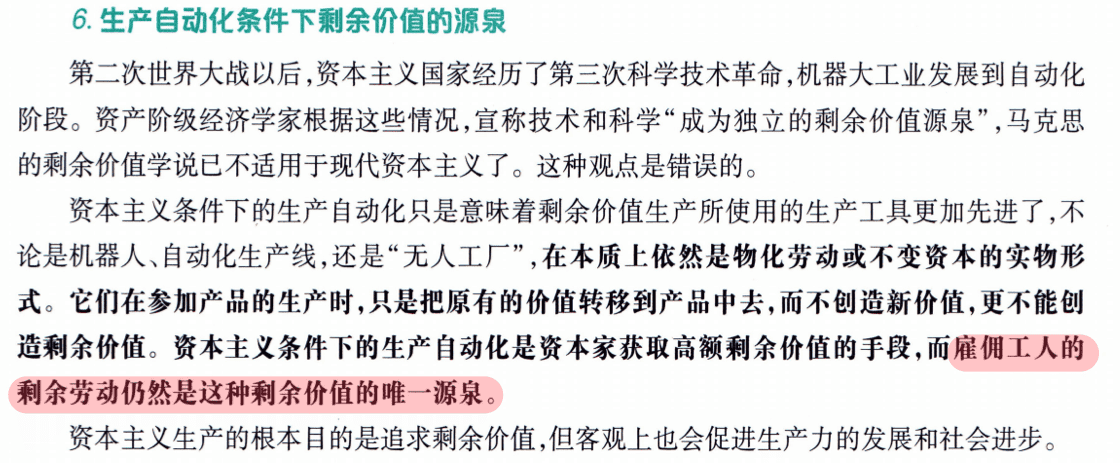 6. 生产自动化条件下剩余价值的源泉
第二次世界大战以后,资本主义国家经历了第三次科学技术革命,机器大工业发展到自动化
阶段。资产阶级经济学家根据这些情况,宣称技术和科学“成为独立的剩余价值源泉”,马克思
的剩余价值学说已不适用于现代资本主义了。这种观点是错误的。
资本主义条件下的生产自动化只是意味着剩余价值生产所使用的生产工具更加先进了,不
论是机器人、自动化生产线,还是“无人工厂”,在本质上依然是物化劳动或不变资本的实物形
式。它们在参加产品的生产时,只是把原有的价值转移到产品中去,而不创造新价值,更不能创
造剩余价值。资本主义条件下的生产自动化是资本家获取高额剩余价值的手段,而雇佣工人的
剩余劳动仍然是这种剩余价值的唯一源泉。
资本主义生产的根本目的是追求剩余价值,但客观上也会促进生产力的发展和社会进步。